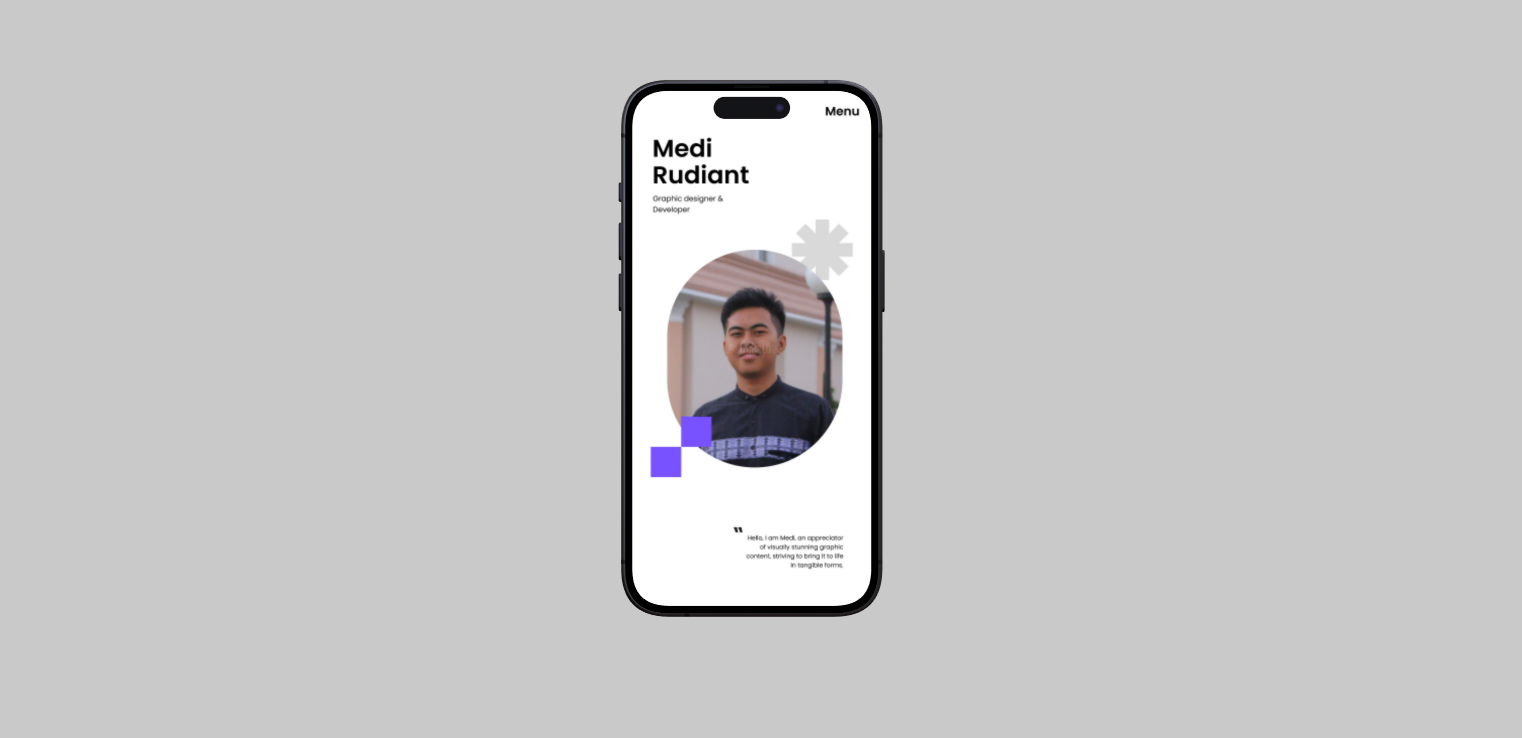 Menu
Medi
Rudiant
Graphic designer &
Developer
" Hello, I am Medi, an appreciator
of visually stunning graphic
content, striving to bring it to life
in tangible forms.